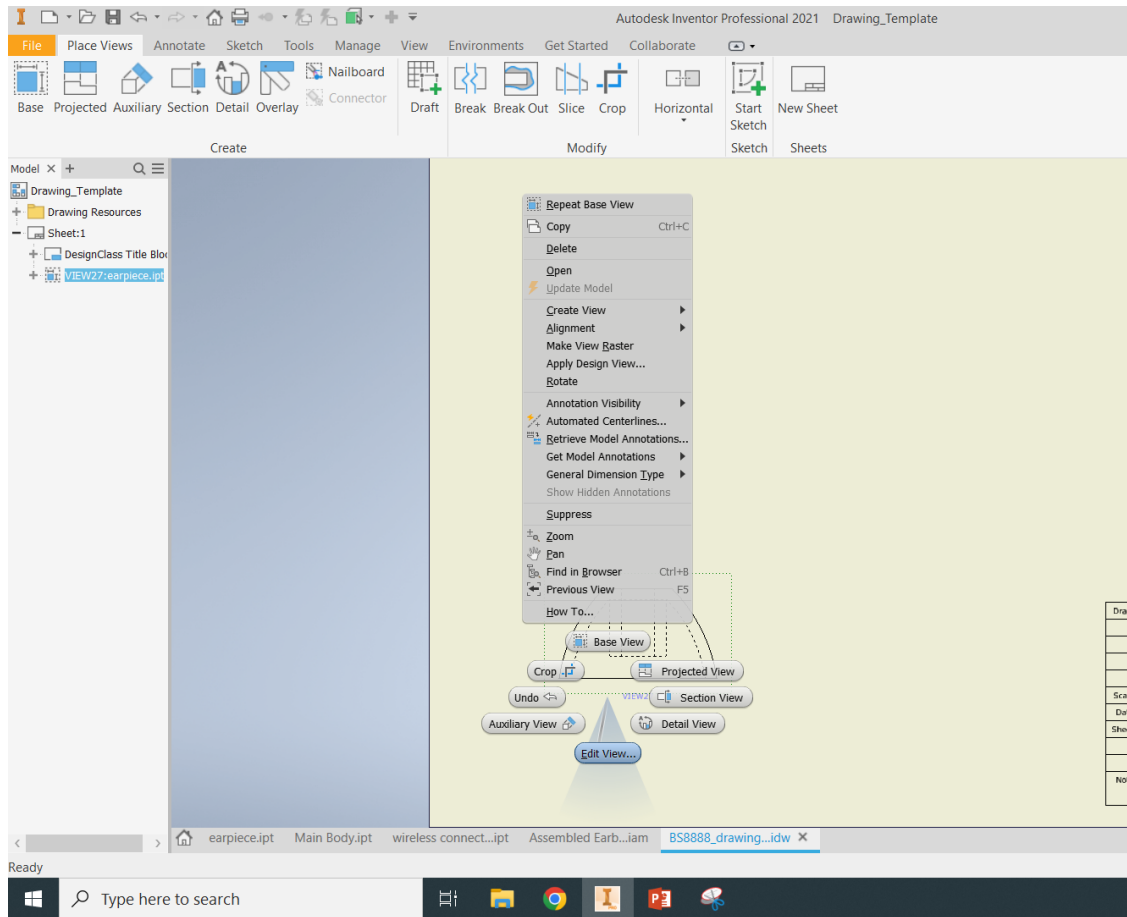 Autodesk Inventor Professional 2021 Drawing_Template
File Place Views Annotate Sketch Tools Manage View Environments Get Started Collaborate
Nailboard
Connector
Base Projected Auxiliary Section Detail Overlay Draft Break Break Out Slice Crop Horizontal Start Sketch New Sheet
Create Modify Sketch Sheets
Model
Drawing_Template
Drawing Resources
Sheet:1
DesignClass Title Bloc
VIEW27:earpiece.ipt
Repeat Base View
Copy Ctrl+C
Delete
Open
Update Model
Create View
Alignment
Make View Raster
Apply Design View...
Rotate
Annotation Visibility
Automated Centerlines...
Retrieve Model Annotations...
Get Model Annotations
General Dimension Type
Show Hidden Annotations
Suppress
Zoom
Pan
Find in Browser Ctrl+B
Previous View F5
How To...
Base View
Crop Projected View
Undo VIEW2 Section View
Auxiliary View Detail View
Edit View...
Dra
Sca
Da
Shee
No
earpiece.ipt Main Body.ipt wireless connect...ipt Assembled Earb...iam BS8888_drawing...idw
Ready
Type here to search